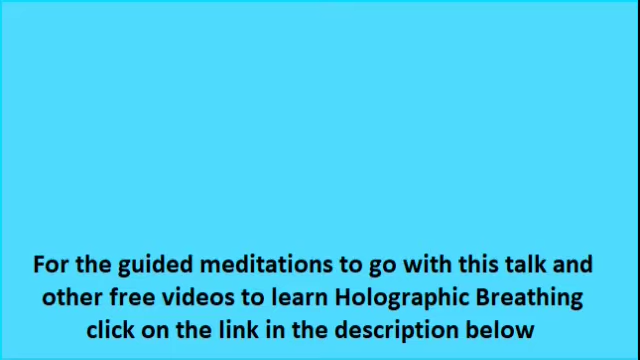 For the guided meditations to go with this talk and
other free videos to learn Holographic Breathing
click on the link in the description below